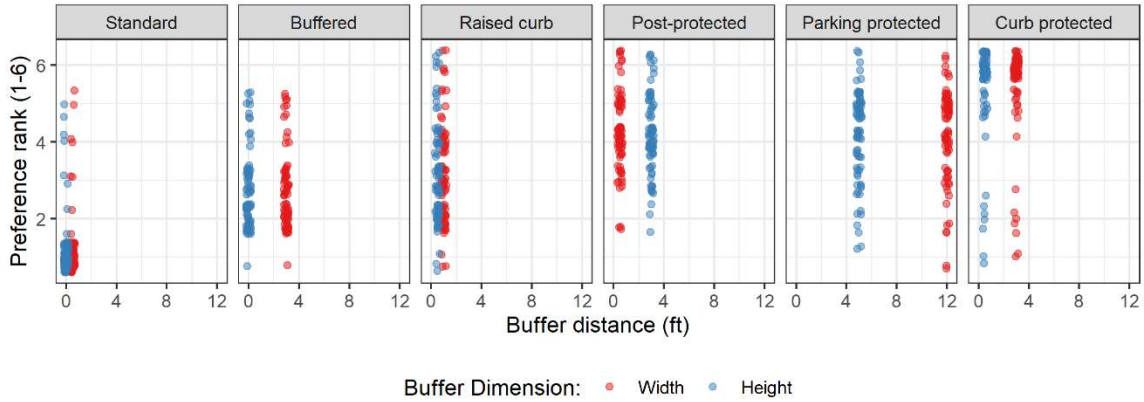 Standard Buffered Raised curb Post-protected Parking protected Curb protected
Preference rank (1-6)
6
4
2
0 4 8 12 0 4 8 12 0 4 8 12 0 4 8 12 0 4 8 12 0 4 8 12
Buffer distance (ft)
Buffer Dimension: Width Height